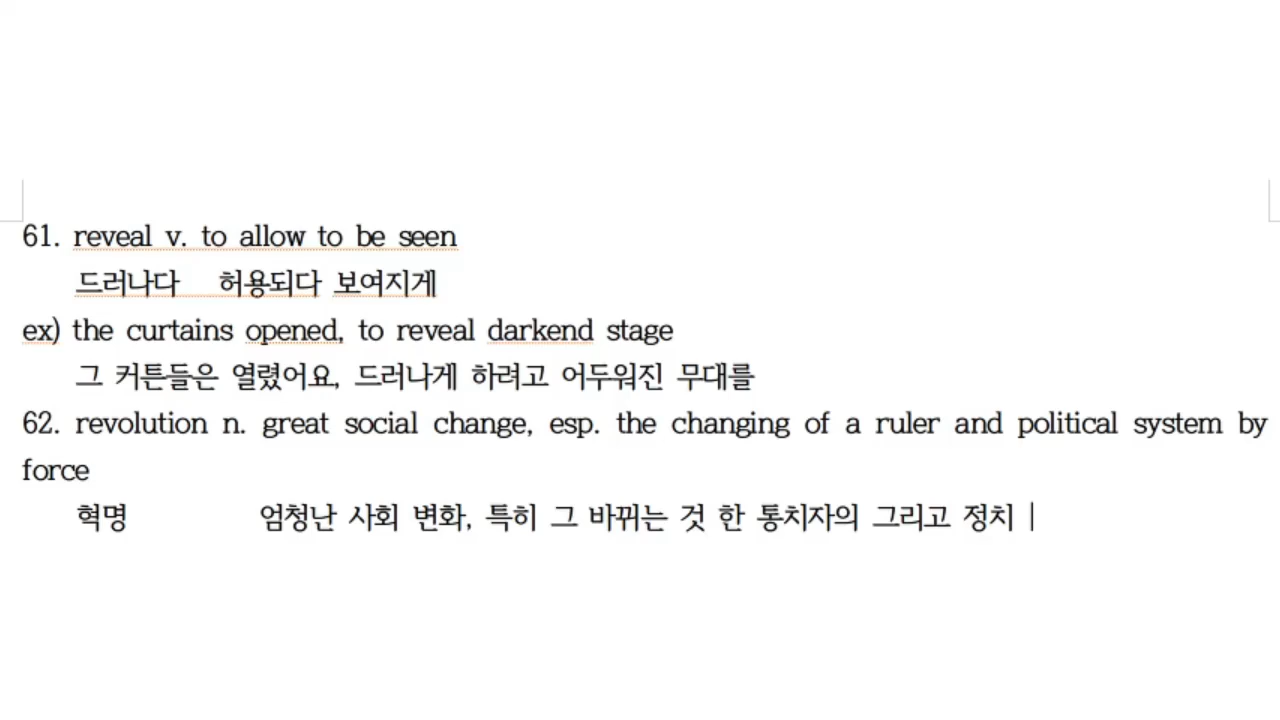 61. reveal v. to allow to be seen
드러나다 허용되다 보여지게
ex) the curtains opened, to reveal darkend stage
그 커튼들은 열렸어요, 드러나게 하려고 어두워진 무대를
62. revolution n. great social change, esp. the changing of a ruler and political system by
force
혁명 엄청난 사회 변화, 특히 그 바뀌는 것 한 통치자의 그리고 정치